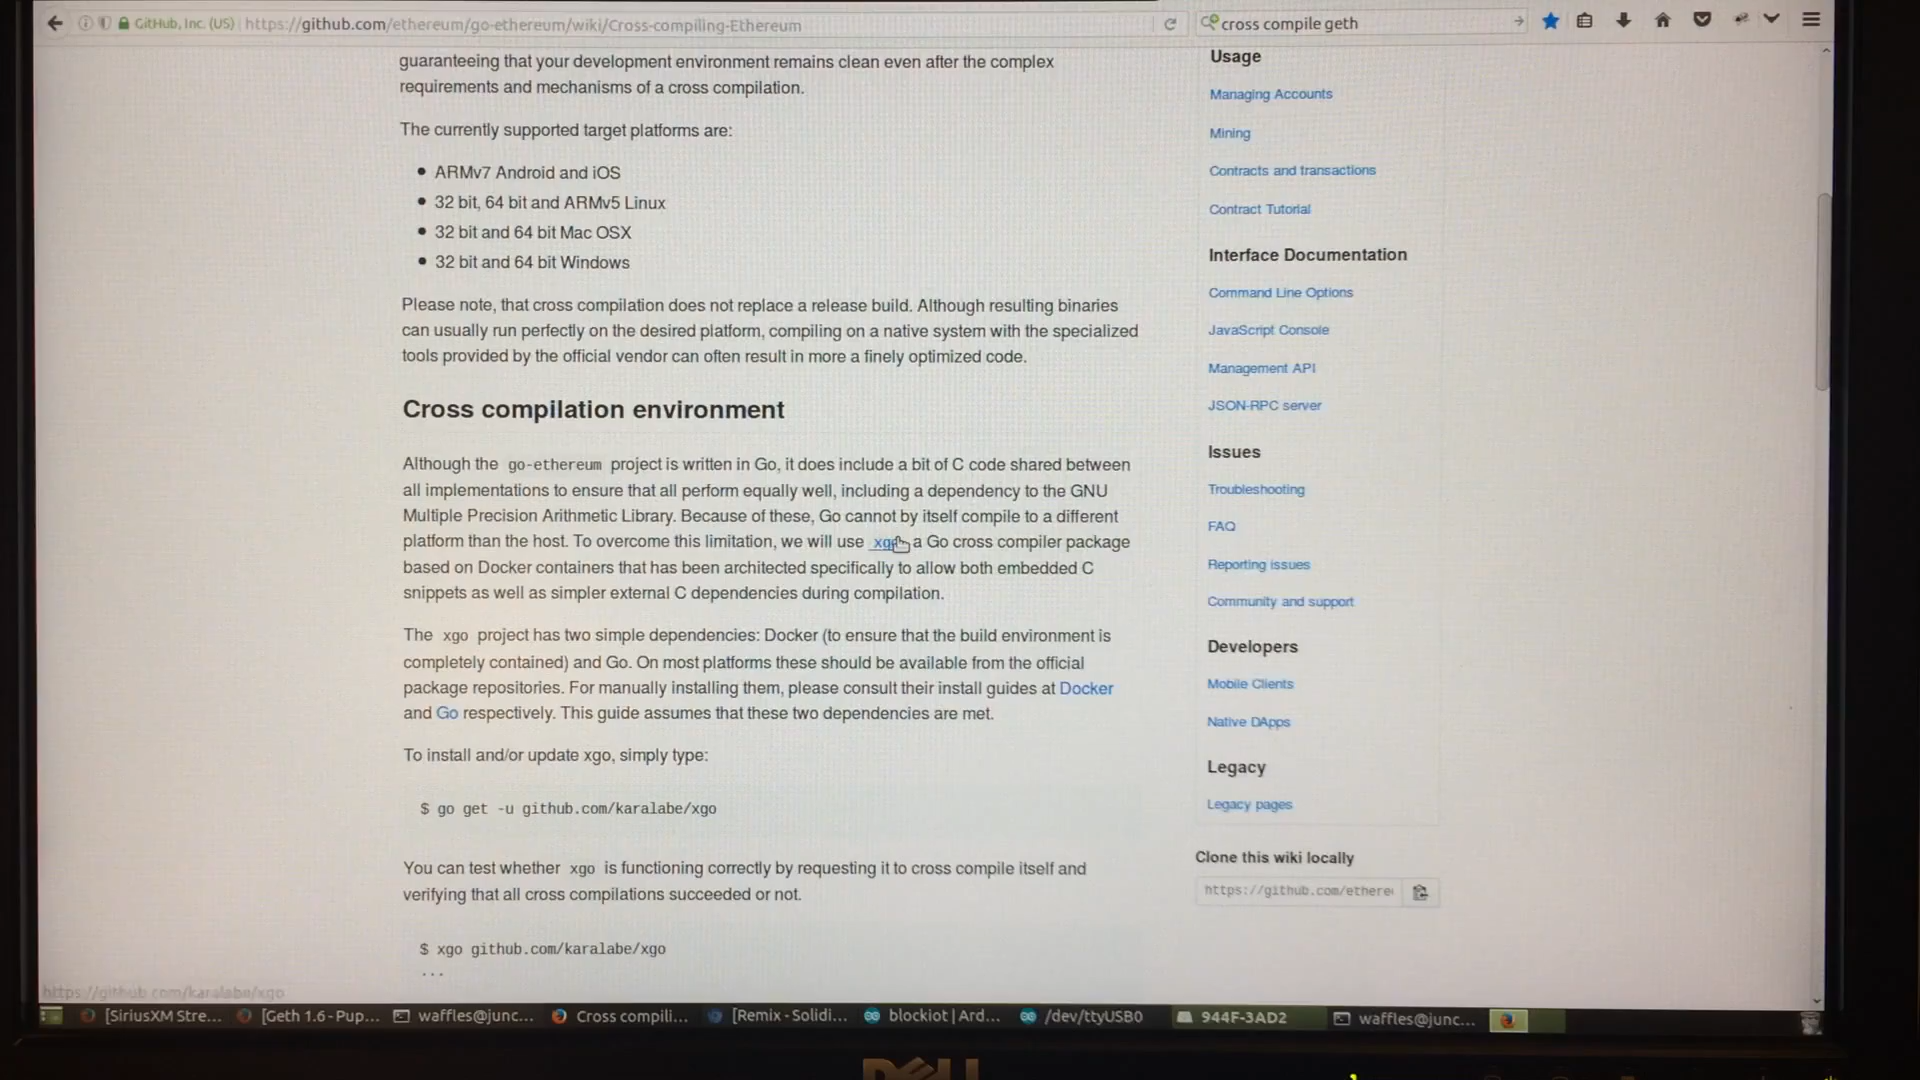 GitHub, Inc. (US) https://github.com/ethereum/go-ethereum/wiki/Cross-compiling-Ethereum
cross compile geth
guaranteeing that your development environment remains clean even after the complex
requirements and mechanisms of a cross compilation.
The currently supported target platforms are:
ARMv7 Android and iOS
32 bit, 64 bit and ARMv5 Linux
32 bit and 64 bit Mac OSX
32 bit and 64 bit Windows
Please note, that cross compilation does not replace a release build. Although resulting binaries
can usually run perfectly on the desired platform, compiling on a native system with the specialized
tools provided by the official vendor can often result in more a finely optimized code.
Cross compilation environment
Although the go-ethereum project is written in Go, it does include a bit of C code shared between
all implementations to ensure that all perform equally well, including a dependency to the GNU
Multiple Precision Arithmetic Library. Because of these, Go cannot by itself compile to a different
platform than the host. To overcome this limitation, we will use xgo a Go cross compiler package
based on Docker containers that has been architected specifically to allow both embedded C
snippets as well as simpler external C dependencies during compilation.
The xgo project has two simple dependencies: Docker (to ensure that the build environment is
completely contained) and Go. On most platforms these should be available from the official
package repositories. For manually installing them, please consult their install guides at Docker
and Go respectively. This guide assumes that these two dependencies are met.
To install and/or update xgo, simply type:
$ go get -u github.com/karalabe/xgo
You can test whether xgo is functioning correctly by requesting it to cross compile itself and
verifying that all cross compilations succeeded or not.
$ xgo github.com/karalabe/xgo
...
https://github.com/karalabe/xgo
Usage
Managing Accounts
Mining
Contracts and transactions
Contract Tutorial
Interface Documentation
Command Line Options
JavaScript Console
Management API
JSON-RPC server
Issues
Troubleshooting
FAQ
Reporting issues
Community and support
Developers
Mobile Clients
Native DApps
Legacy
Legacy pages
Clone this wiki locally
https://github.com/ethere
[SiriusXM Stre... [Geth 1.6 - Pup... waffles@junc... Cross compili... [Remix - Solidi... blockiot | Ard... /dev/ttyUSB0 944F-3AD2 waffles@junc...
DELL